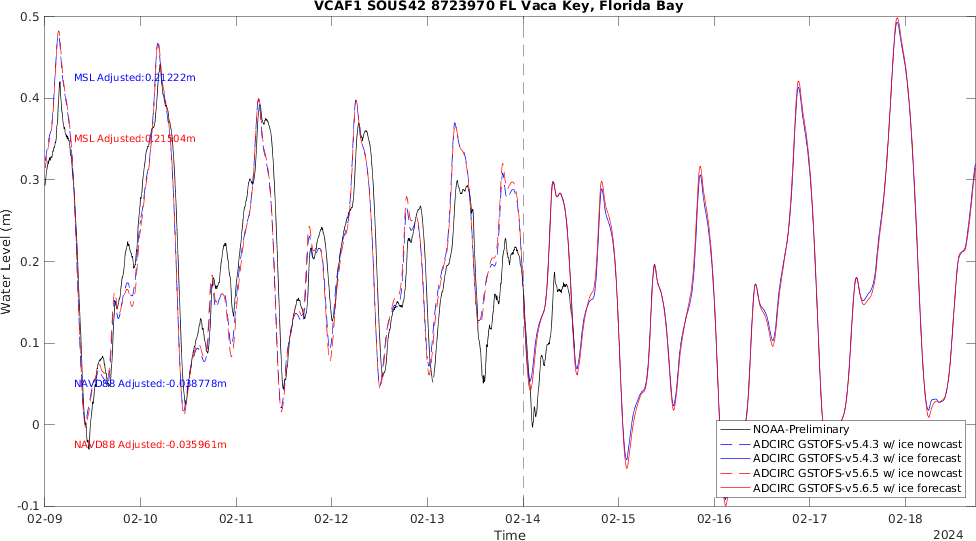 VCAF1 SOUS42 8723970 FL Vaca Key, Florida Bay
0.5
0.4
0.3
0.2
0.1
0
-0.1
Water Level (m)
MSL Adjusted:0.21222m
MSL Adjusted:0.21504m
NAVD88 Adjusted:-0.038778m
NAVD88 Adjusted:-0.035961m
NOAA-Preliminary
ADCIRC GSTOFS-v5.4.3 w/ ice nowcast
ADCIRC GSTOFS-v5.4.3 w/ ice forecast
ADCIRC GSTOFS-v5.6.5 w/ ice nowcast
ADCIRC GSTOFS-v5.6.5 w/ ice forecast
02-09 02-10 02-11 02-12 02-13 02-14 02-15 02-16 02-17 02-18
Time
2024